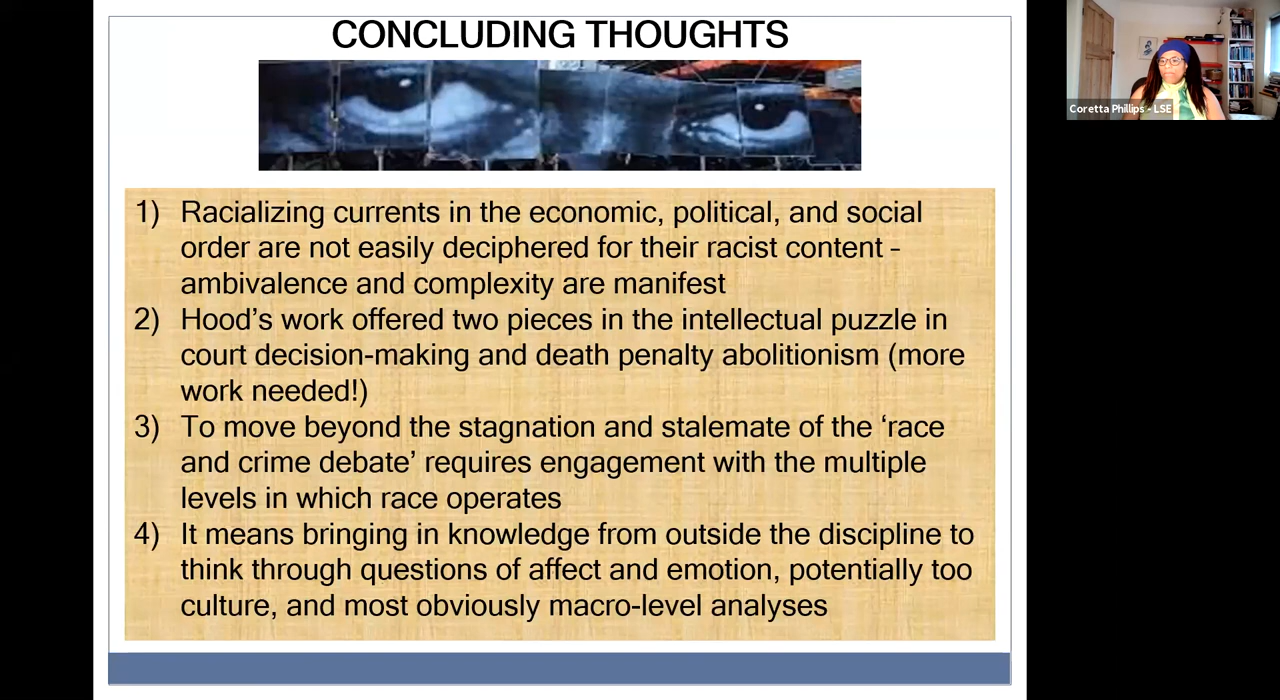 CONCLUDING THOUGHTS
Coretta Phillips - LSE
1) Racializing currents in the economic, political, and social
order are not easily deciphered for their racist content –
ambivalence and complexity are manifest
2) Hood’s work offered two pieces in the intellectual puzzle in
court decision-making and death penalty abolitionism (more
work needed!)
3) To move beyond the stagnation and stalemate of the ‘race
and crime debate’ requires engagement with the multiple
levels in which race operates
4) It means bringing in knowledge from outside the discipline to
think through questions of affect and emotion, potentially too
culture, and most obviously macro-level analyses